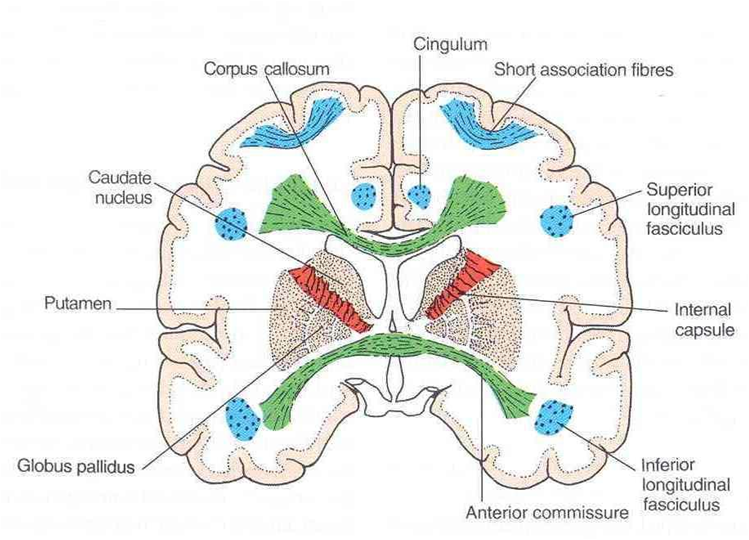 Cingulum
Corpus callosum
Short association fibres
Caudate
nucleus
Superior
longitudinal
fasciculus
Putamen
Internal
capsule
Globus pallidus
Inferior
longitudinal
fasciculus
Anterior commissure